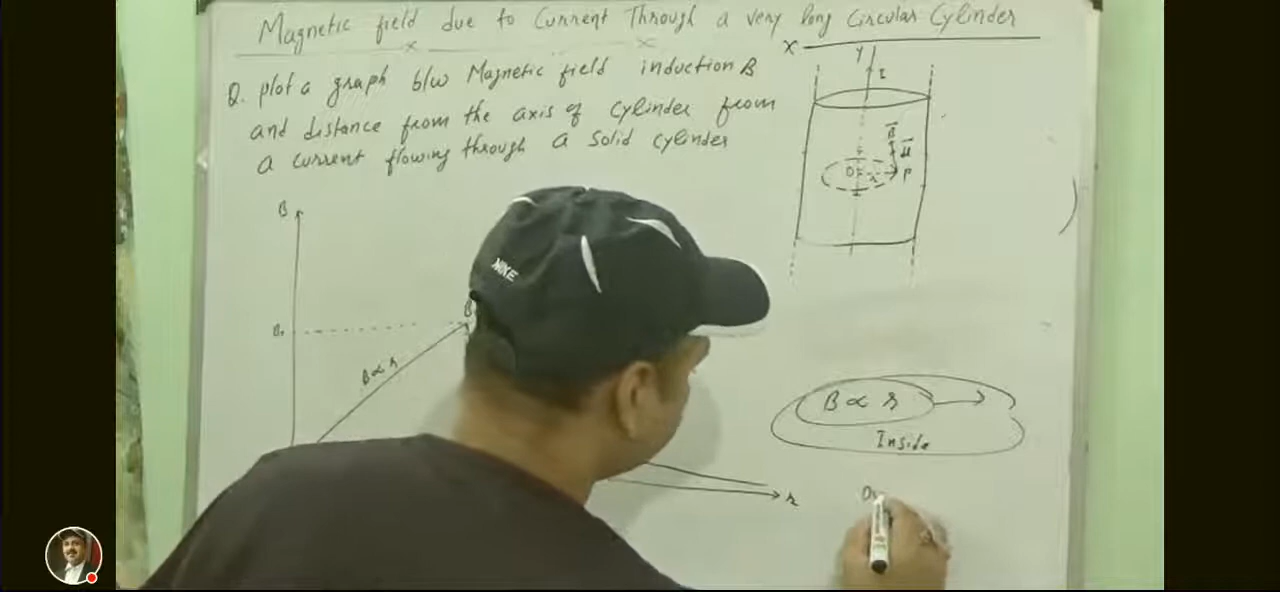 Magnetic field due to Current Through a very long Circular Cylinder
Q. plot a graph b/w Magnetic field induction B
and distance from the axis of cylinder from
a current flowing through a solid cylinder
X
Y
I
B
dl
O
r
P
B
B
B ∝ r
NIKE
r
B ∝ r
Inside